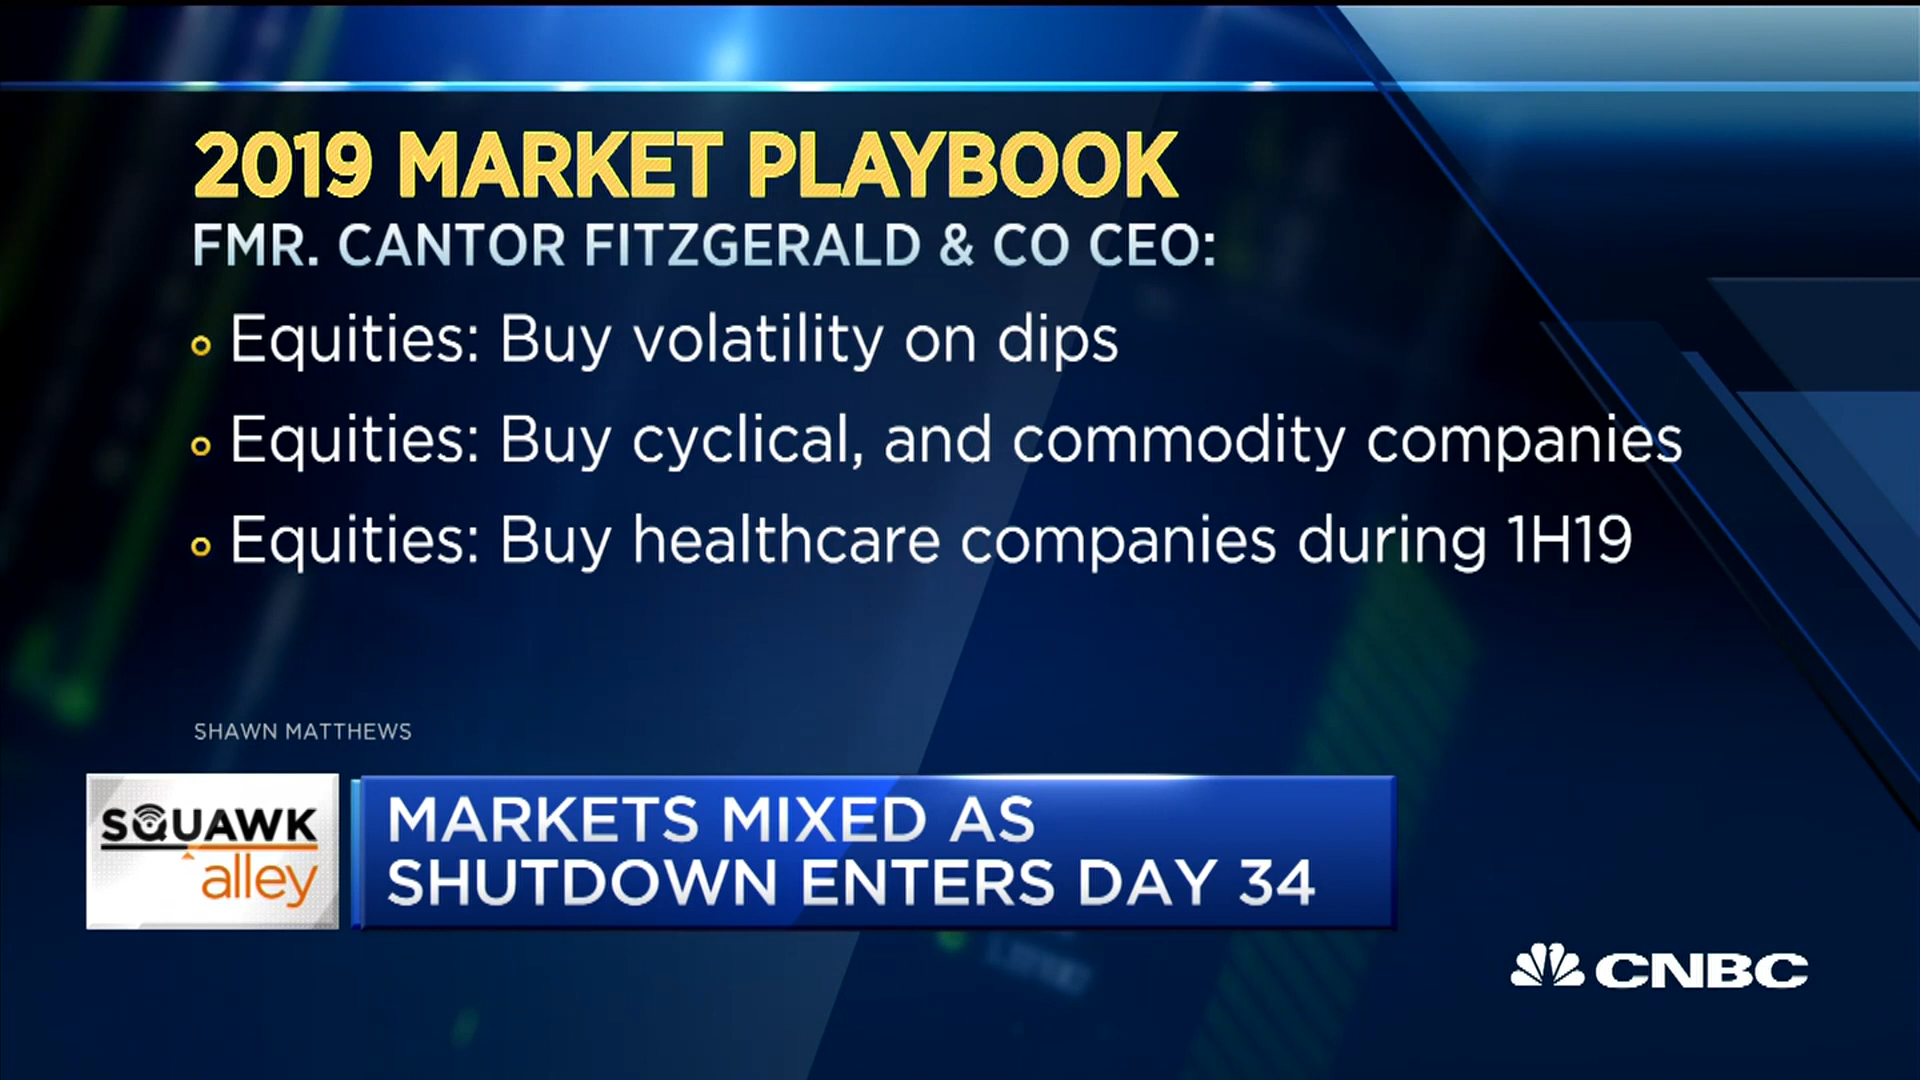 2019 MARKET PLAYBOOK
FMR. CANTOR FITZGERALD & CO CEO:
Equities: Buy volatility on dips
Equities: Buy cyclical, and commodity companies
Equities: Buy healthcare companies during 1H19
SHAWN MATTHEWS
SQUAWK
alley
MARKETS MIXED AS
SHUTDOWN ENTERS DAY 34
CNBC